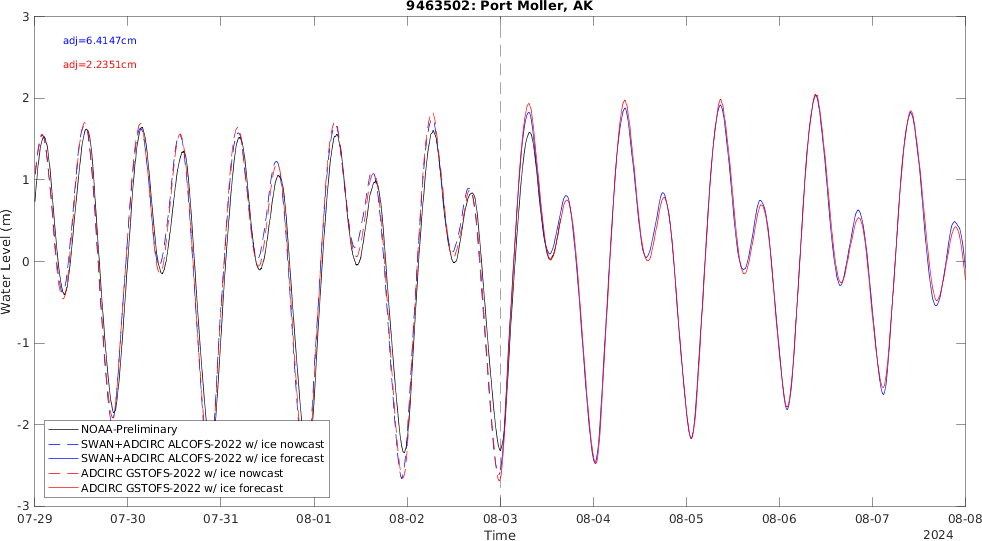 9463502: Port Moller, AK
adj=6.4147cm
adj=2.2351cm
Water Level (m)
3
2
1
0
-1
-2
-3
NOAA-Preliminary
SWAN+ADCIRC ALCOFS-2022 w/ ice nowcast
SWAN+ADCIRC ALCOFS-2022 w/ ice forecast
ADCIRC GSTOFS-2022 w/ ice nowcast
ADCIRC GSTOFS-2022 w/ ice forecast
07-29 07-30 07-31 08-01 08-02 08-03 08-04 08-05 08-06 08-07 08-08
Time
2024